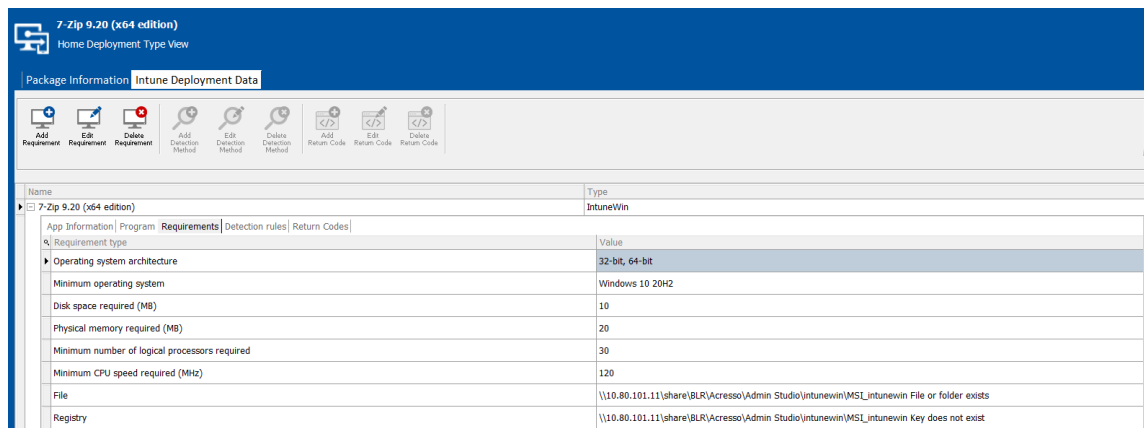 7-Zip 9.20 (x64 edition)
Home Deployment Type View
Package Information Intune Deployment Data
Add Requirement Edit Requirement Delete Requirement Add Detection Method Edit Detection Method Delete Detection Method Add Return Code Edit Return Code Delete Return Code
Name Type
7-Zip 9.20 (x64 edition) IntuneWin
App Information Program Requirements Detection rules Return Codes
Requirement type Value
Operating system architecture 32-bit, 64-bit
Minimum operating system Windows 10 20H2
Disk space required (MB) 10
Physical memory required (MB) 20
Minimum number of logical processors required 30
Minimum CPU speed required (MHz) 120
File \\10.80.101.11\share\BLR\Acresso\Admin Studio\intunewin\MSI_intunewin File or folder exists
Registry \\10.80.101.11\share\BLR\Acresso\Admin Studio\intunewin\MSI_intunewin Key does not exist